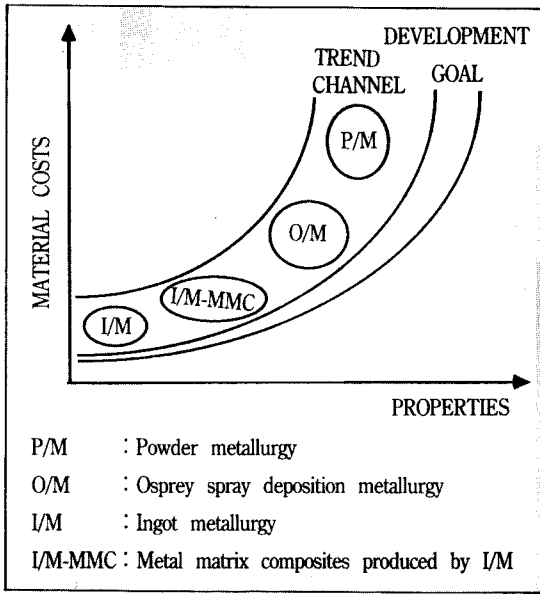 DEVELOPMENT
TREND
CHANNEL
GOAL
P/M
O/M
I/M-MMC
I/M
MATERIAL COSTS
PROPERTIES
P/M : Powder metallurgy
O/M : Osprey spray deposition metallurgy
I/M : Ingot metallurgy
I/M-MMC : Metal matrix composites produced by I/M